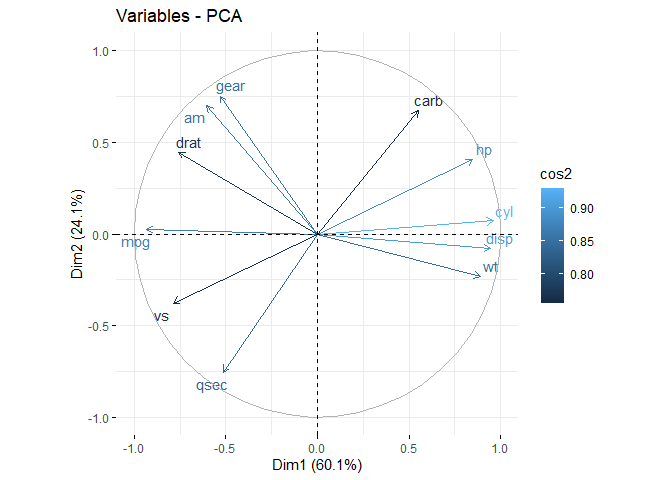 Variables - PCA
1.0
0.5
0.0
-0.5
-1.0
Dim2 (24.1%)
gear
am
drat
carb
hp
mpg
cyl
disp
wt
vs
qsec
-1.0 -0.5 0.0 0.5 1.0
Dim1 (60.1%)
cos2
0.90
0.85
0.80